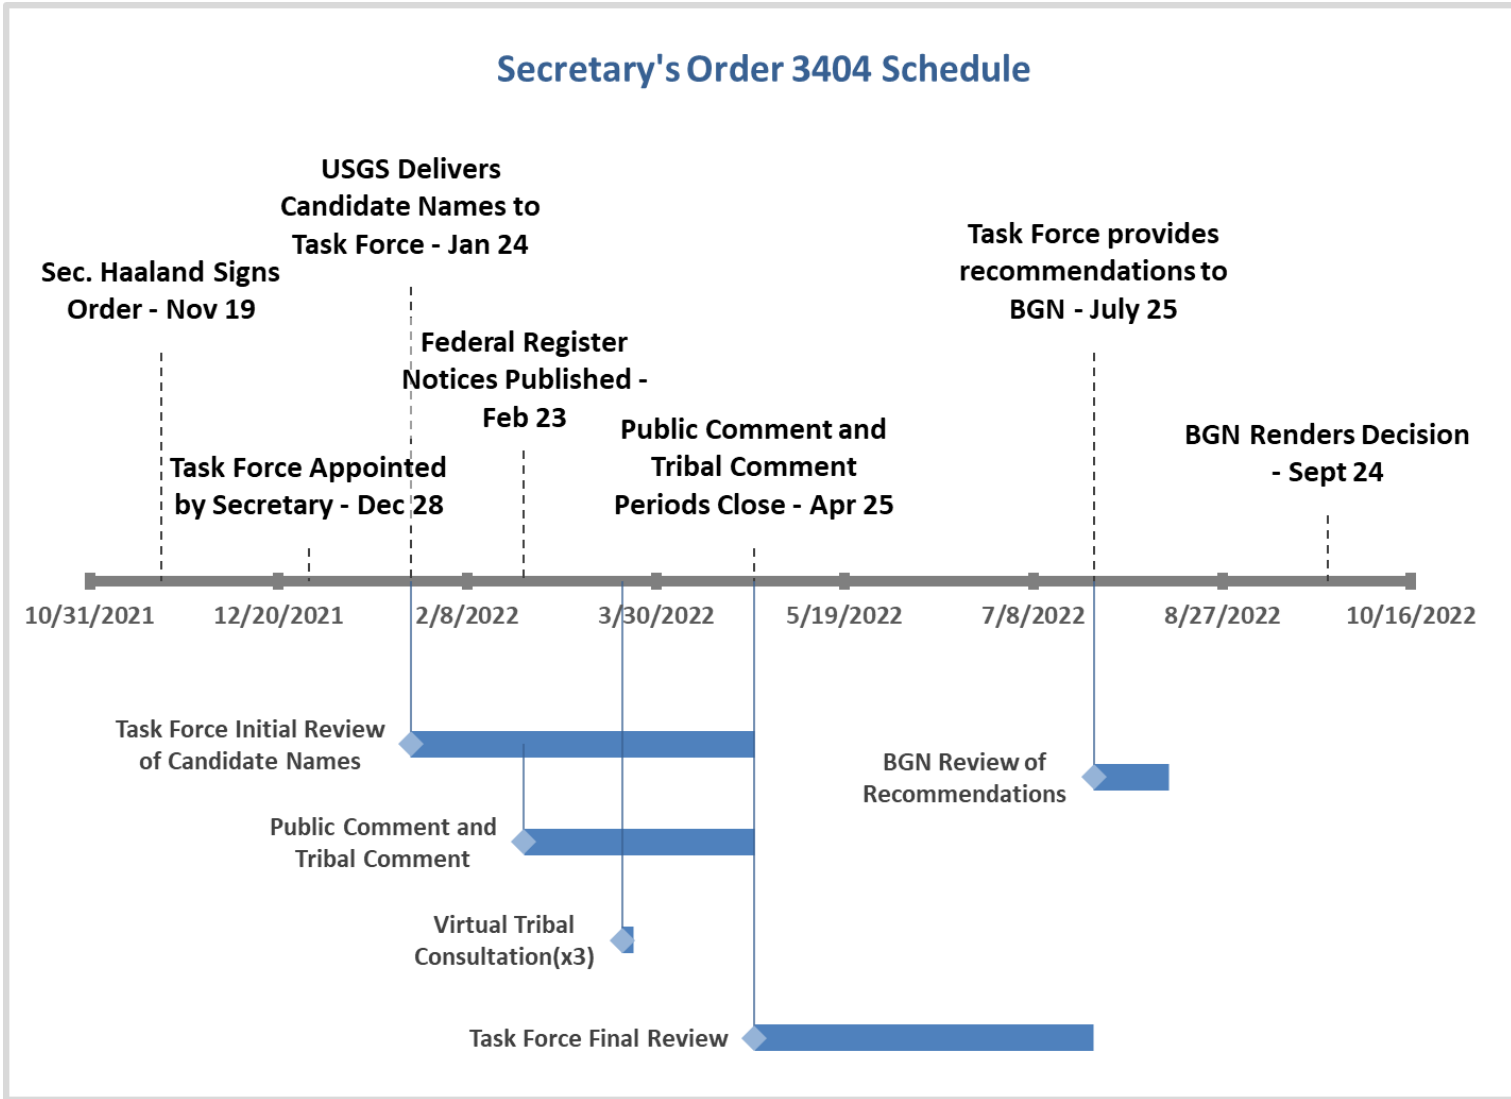 Secretary's Order 3404 Schedule
USGS Delivers
Candidate Names to
Task Force - Jan 24
Sec. Haaland Signs
Order - Nov 19
Task Force provides
recommendations to
BGN - July 25
Federal Register
Notices Published -
Feb 23
Public Comment and
Tribal Comment
Periods Close - Apr 25
BGN Renders Decision
- Sept 24
Task Force Appointed
by Secretary - Dec 28
10/31/2021
12/20/2021
2/8/2022
3/30/2022
5/19/2022
7/8/2022
8/27/2022
10/16/2022
Task Force Initial Review
of Candidate Names
BGN Review of
Recommendations
Public Comment and
Tribal Comment
Virtual Tribal
Consultation(x3)
Task Force Final Review